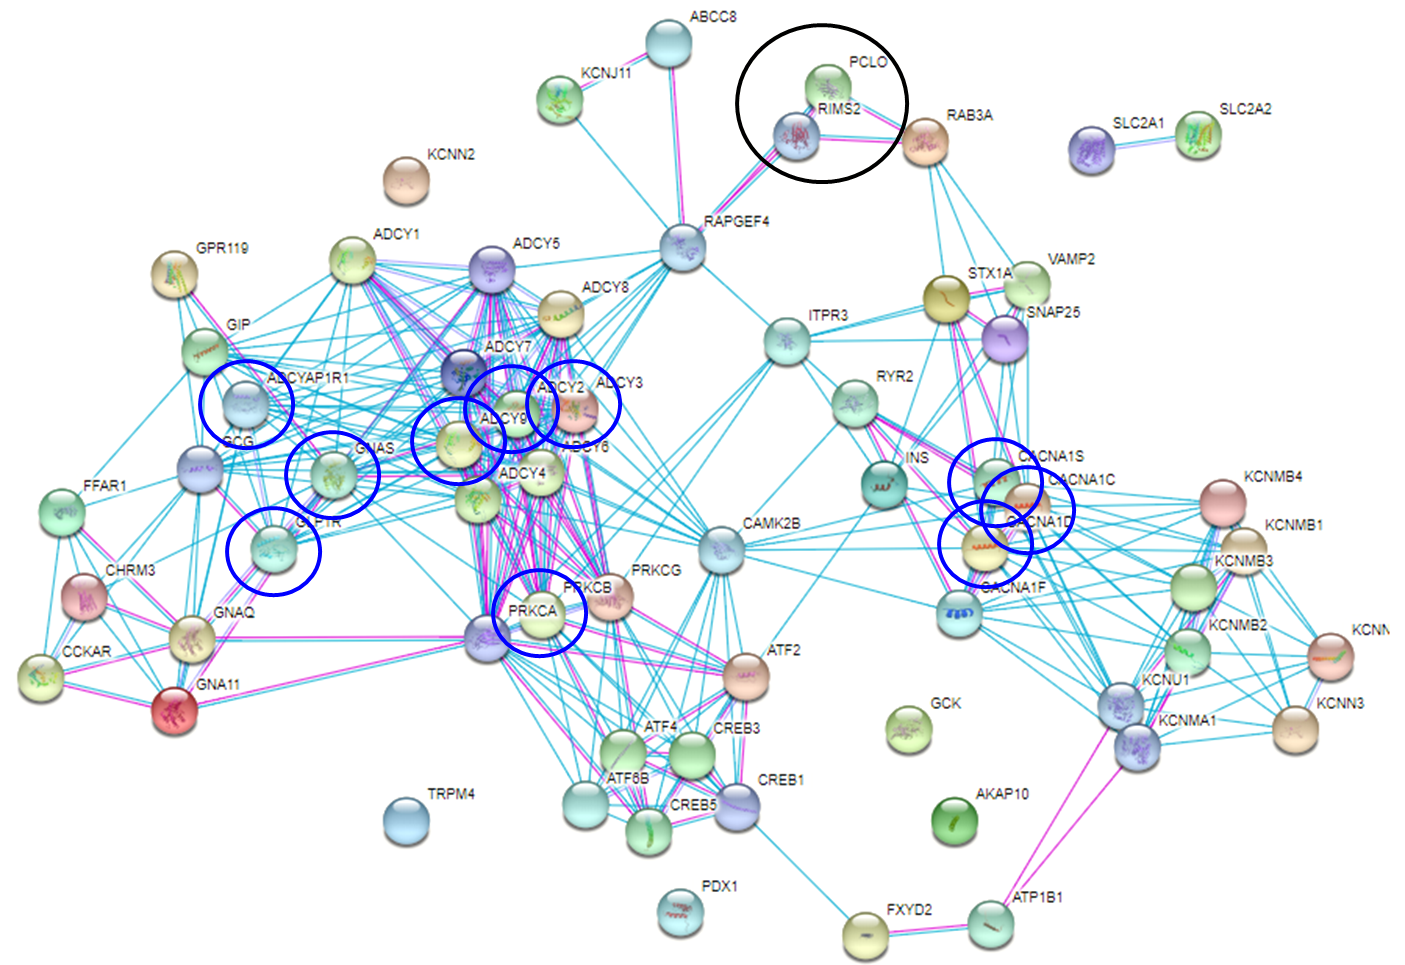 ABCC8
PCLO
KCNJ11
RIMS2
RAB3A
SLC2A2
SLC2A1
KCNN2
RAPGEF4
ADCY1
GPR119
ADCY5
VAMP2
STX1A
ADCY8
SNAP25
ITPR3
GIP
ADCY7
ADCYAP1R1
ADCY2
ADCY3
RYR2
ADCY9
GCG
GNAS
ADCY6
CACNA1S
INS
ADCY4
CACNA1C
KCNMB4
FFAR1
CACNA1D
GLP1R
CAMK2B
KCNMB1
KCNMB3
CHRM3
PRKCG
PRKCB
CACNA1F
PRKCA
GNAQ
KCNMB2
KCNN
CCKAR
ATF2
GNA11
KCNU1
GCK
KCNN3
KCNMA1
ATF4
CREB3
ATF6B
CREB1
TRPM4
AKAP10
CREB5
PDX1
ATP1B1
FXYD2